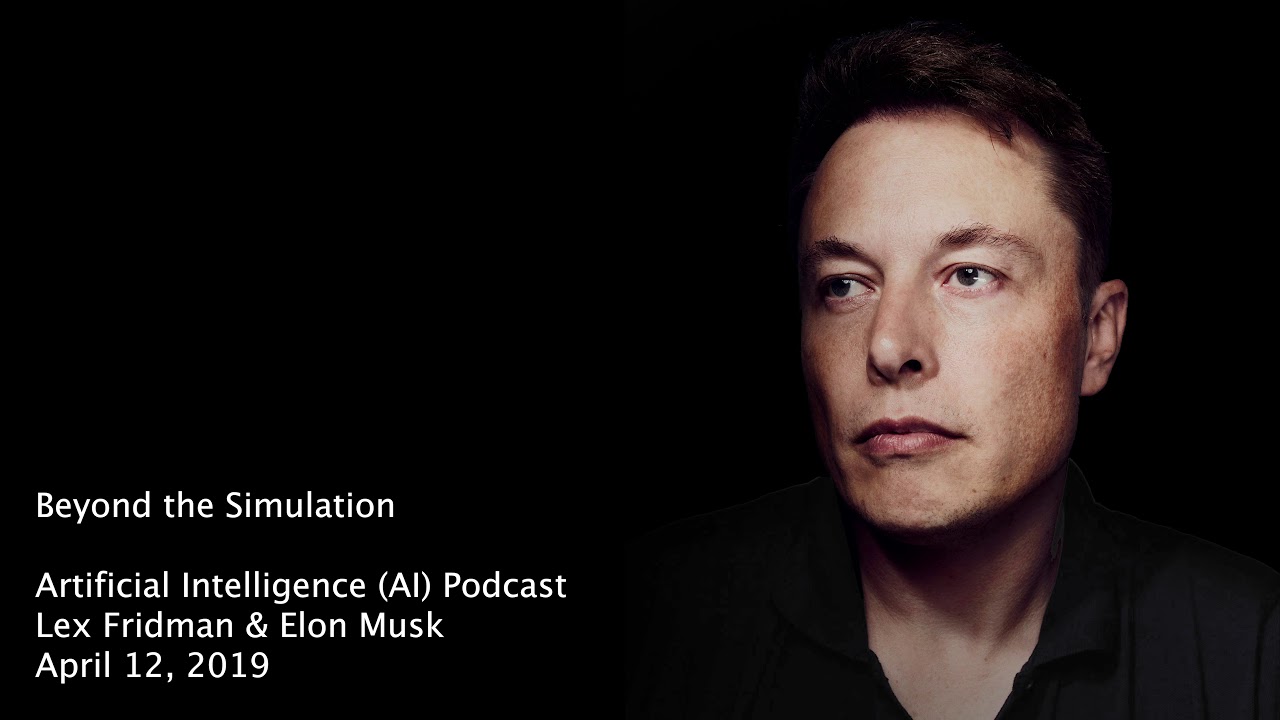 Beyond the Simulation
Artificial Intelligence (AI) Podcast
Lex Fridman & Elon Musk
April 12, 2019